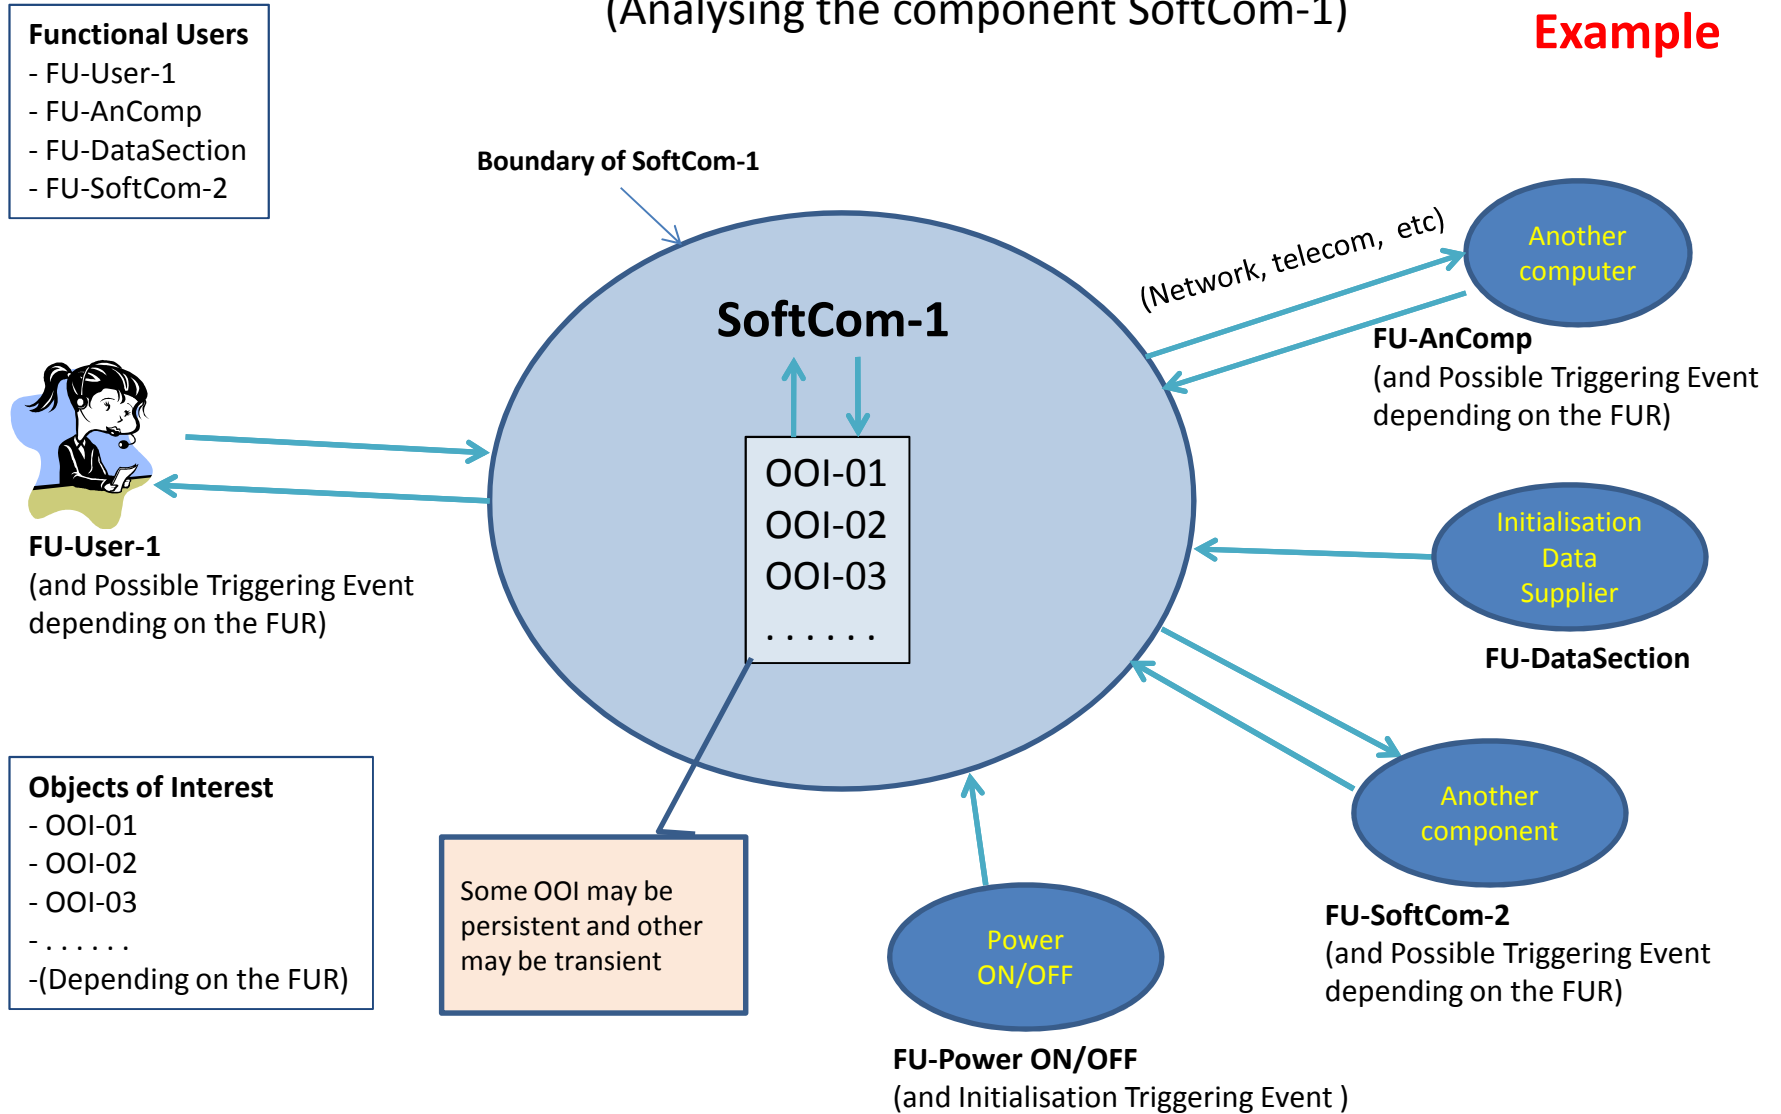 (Analysing the component SoftCom-1)
Example
Functional Users
- FU-User-1
- FU-AnComp
- FU-DataSection
- FU-SoftCom-2
Boundary of SoftCom-1
(Network, telecom, etc)
Another
computer
FU-AnComp
(and Possible Triggering Event
depending on the FUR)
SoftCom-1
OOI-01
OOI-02
OOI-03
. . . . . .
FU-User-1
(and Possible Triggering Event
depending on the FUR)
Initialisation
Data
Supplier
FU-DataSection
Objects of Interest
- OOI-01
- OOI-02
- OOI-03
- . . . . . .
-(Depending on the FUR)
Some OOI may be
persistent and other
may be transient
Another
component
FU-SoftCom-2
(and Possible Triggering Event
depending on the FUR)
Power
ON/OFF
FU-Power ON/OFF
(and Initialisation Triggering Event )